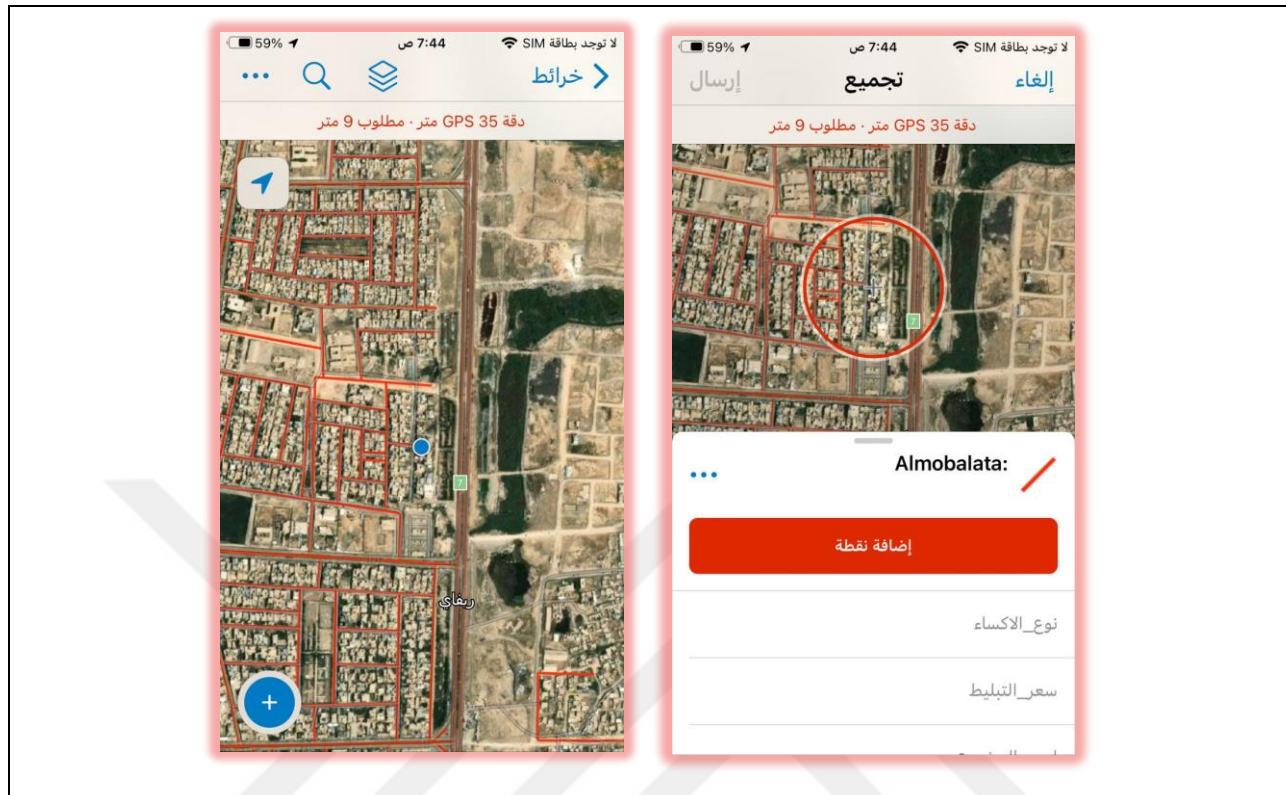 لا توجد بطاقة SIM 7:44 ص 59%
خرائط
دقة GPS 35 متر · مطلوب 9 متر
7
ريفاي
+
لا توجد بطاقة SIM 7:44 ص 59%
إلغاء تجميع إرسال
دقة GPS 35 متر · مطلوب 9 متر
7
Almobalata:
إضافة نقطة
نوع_الاكساء
سعر_التبليط